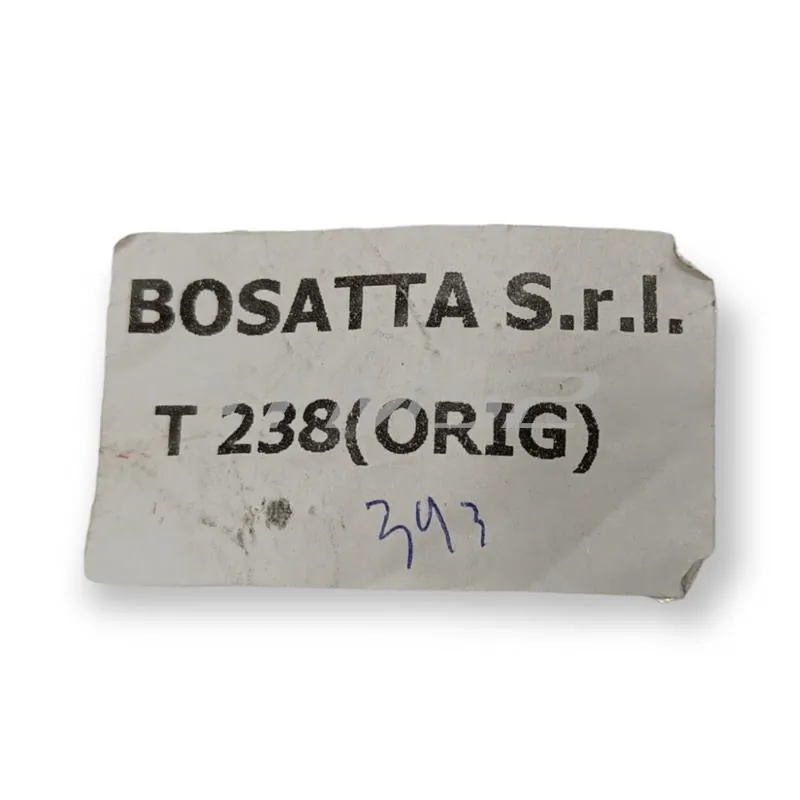 BOSATTA S.r.l.
T 238(ORIG)
393